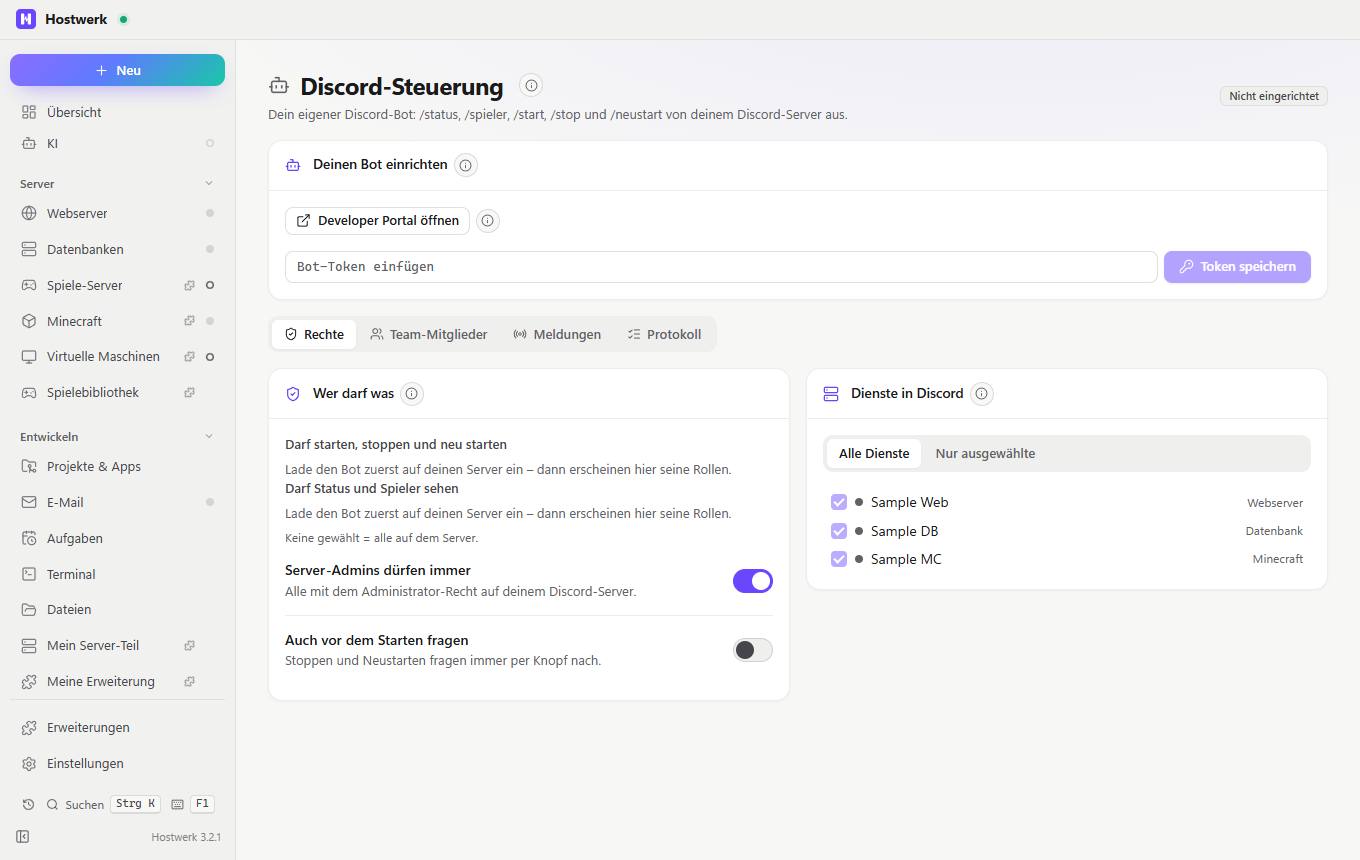 Hostwerk
Neu
Übersicht
KI
Server
Webserver
Datenbanken
Spiele-Server
Minecraft
Virtuelle Maschinen
Spielebibliothek
Entwickeln
Projekte & Apps
E-Mail
Aufgaben
Terminal
Dateien
Mein Server-Teil
Meine Erweiterung
Erweiterungen
Einstellungen
Suchen Strg K F1
Hostwerk 3.2.1
Discord-Steuerung
Dein eigener Discord-Bot: /status, /spieler, /start, /stop und /neustart von deinem Discord-Server aus.
Nicht eingerichtet
Deinen Bot einrichten
Developer Portal öffnen
Bot-Token einfügen
Token speichern
Rechte Team-Mitglieder Meldungen Protokoll
Wer darf was
Darf starten, stoppen und neu starten
Lade den Bot zuerst auf deinen Server ein – dann erscheinen hier seine Rollen.
Darf Status und Spieler sehen
Lade den Bot zuerst auf deinen Server ein – dann erscheinen hier seine Rollen.
Keine gewählt = alle auf dem Server.
Server-Admins dürfen immer
Alle mit dem Administrator-Recht auf deinem Discord-Server.
Auch vor dem Starten fragen
Stoppen und Neustarten fragen immer per Knopf nach.
Dienste in Discord
Alle Dienste Nur ausgewählte
Sample Web Webserver
Sample DB Datenbank
Sample MC Minecraft